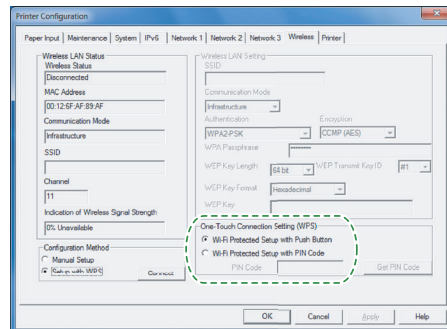 Printer Configuration
Paper Input Maintenance System IPv6 Network 1 Network 2 Network 3 Wireless Printer
Wireless LAN Status
Wireless Status
Disconnected
MAC Address
00:12:6F:AF:89:AF
Communication Mode
Infrastructure
SSID
Channel
11
Indication of Wireless Signal Strength
0% Unavailable
Configuration Method
Manual Setup
Setup with WPS
Connect
Wireless LAN Setting
SSID
Communication Mode
Infrastructure
Authentication Encryption
WPA2-PSK CCMP (AES)
WPA Passphrase ********
WEP Key Length 64 bit WEP Transmit Key ID #1
WEP Key Format Hexadecimal
WEP Key
One-Touch Connection Setting (WPS)
Wi-Fi Protected Setup with Push Button
Wi-Fi Protected Setup with PIN Code
PIN Code Get PIN Code
OK Cancel Apply Help